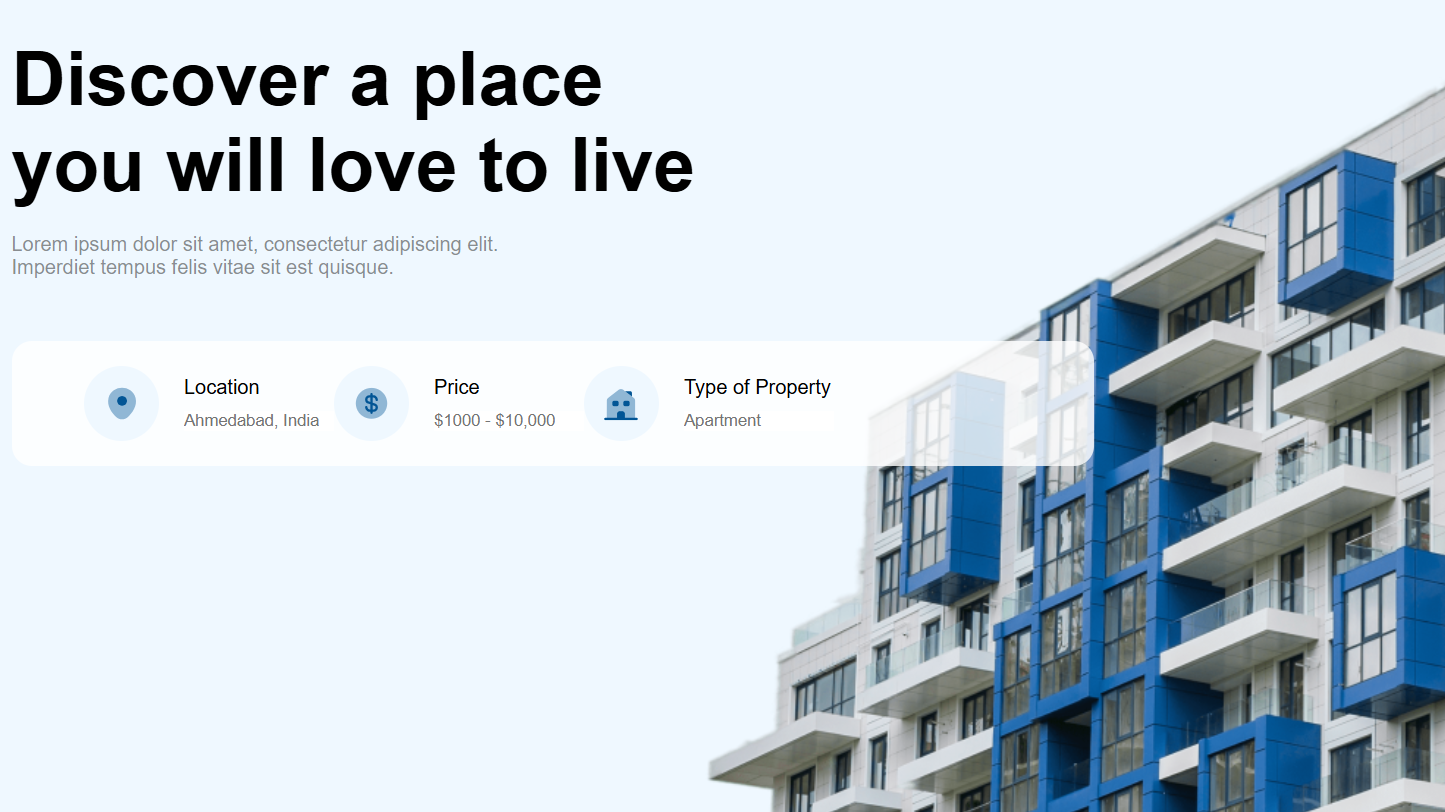 Discover a place
you will love to live
Lorem ipsum dolor sit amet, consectetur adipiscing elit.
Imperdiet tempus felis vitae sit est quisque.
Location
Ahmedabad, India
$
Price
$1000 - $10,000
Type of Property
Apartment